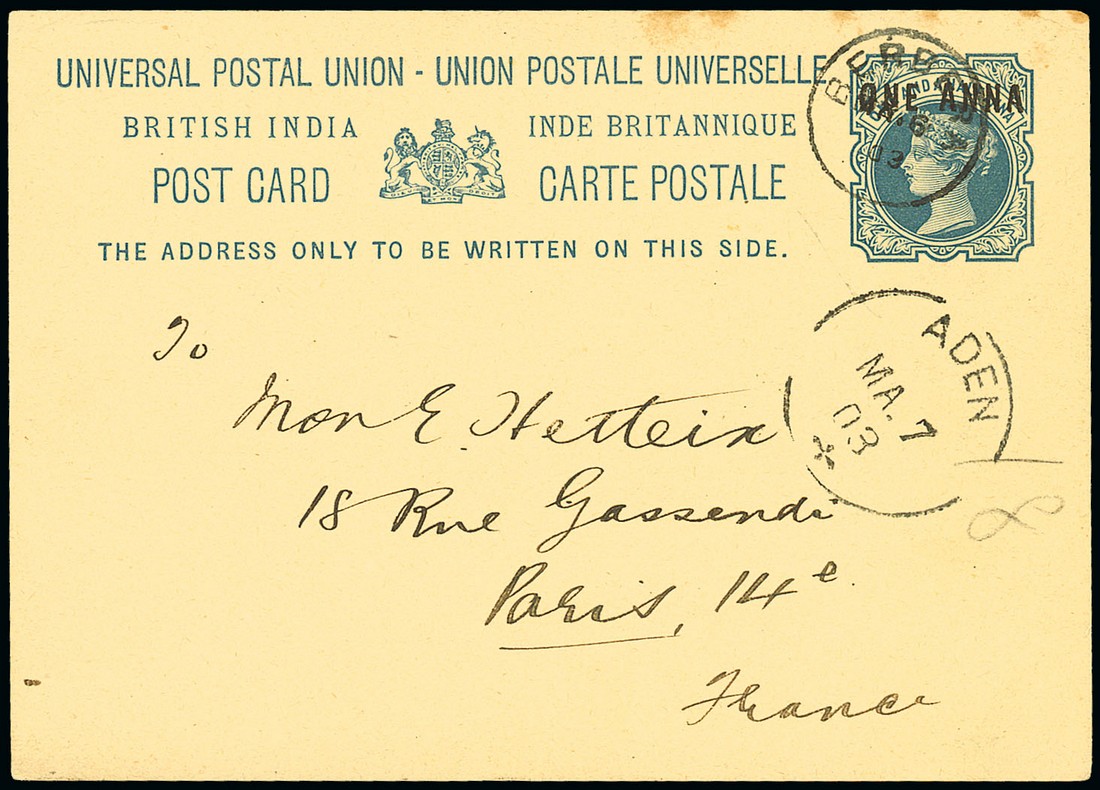 UNIVERSAL POSTAL UNION - UNION POSTALE UNIVERSELLE
BRITISH INDIA
INDE BRITANNIQUE
POST CARD
CARTE POSTALE
THE ADDRESS ONLY TO BE WRITTEN ON THIS SIDE.
ONE ANNA
03
ADEN
MA. 7
03
To
Mon E. Hetteix
18 Rue Gassendi
Paris, 14e
France
8